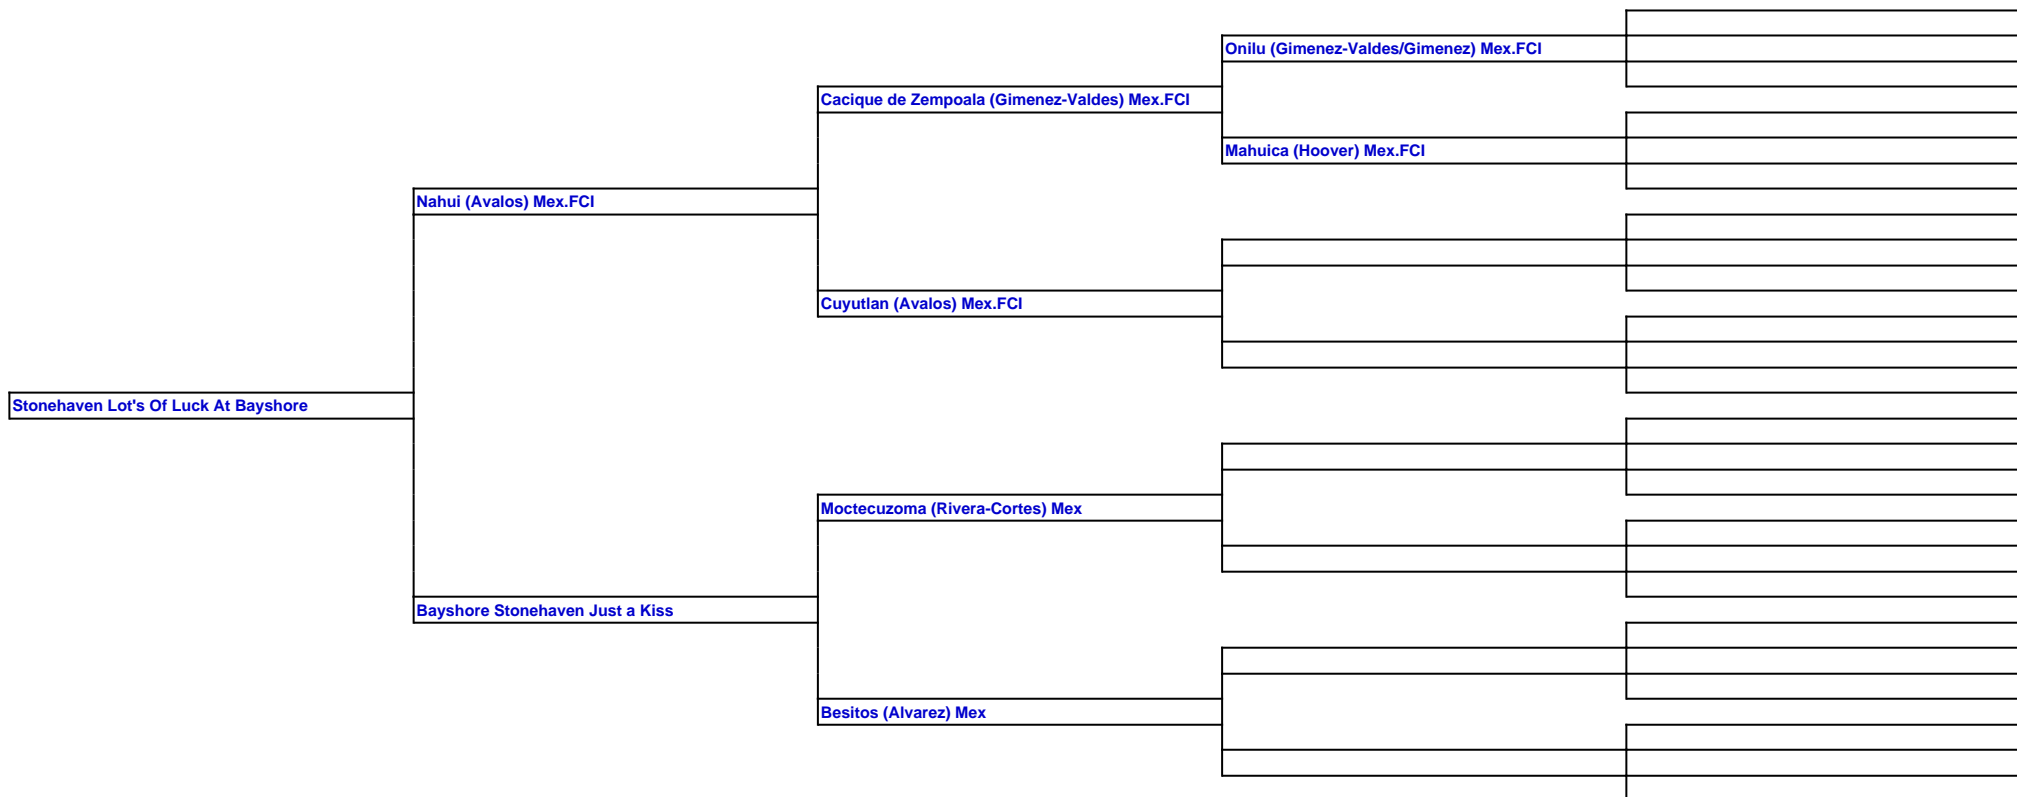 Onilu (Gimenez-Valdes/Gimenez) Mex.FCI
Cacique de Zempoala (Gimenez-Valdes) Mex.FCI
Mahuica (Hoover) Mex.FCI
Nahui (Avalos) Mex.FCI
Cuyutlan (Avalos) Mex.FCI
Stonehaven Lot's Of Luck At Bayshore
Moctecuzoma (Rivera-Cortes) Mex
Bayshore Stonehaven Just a Kiss
Besitos (Alvarez) Mex